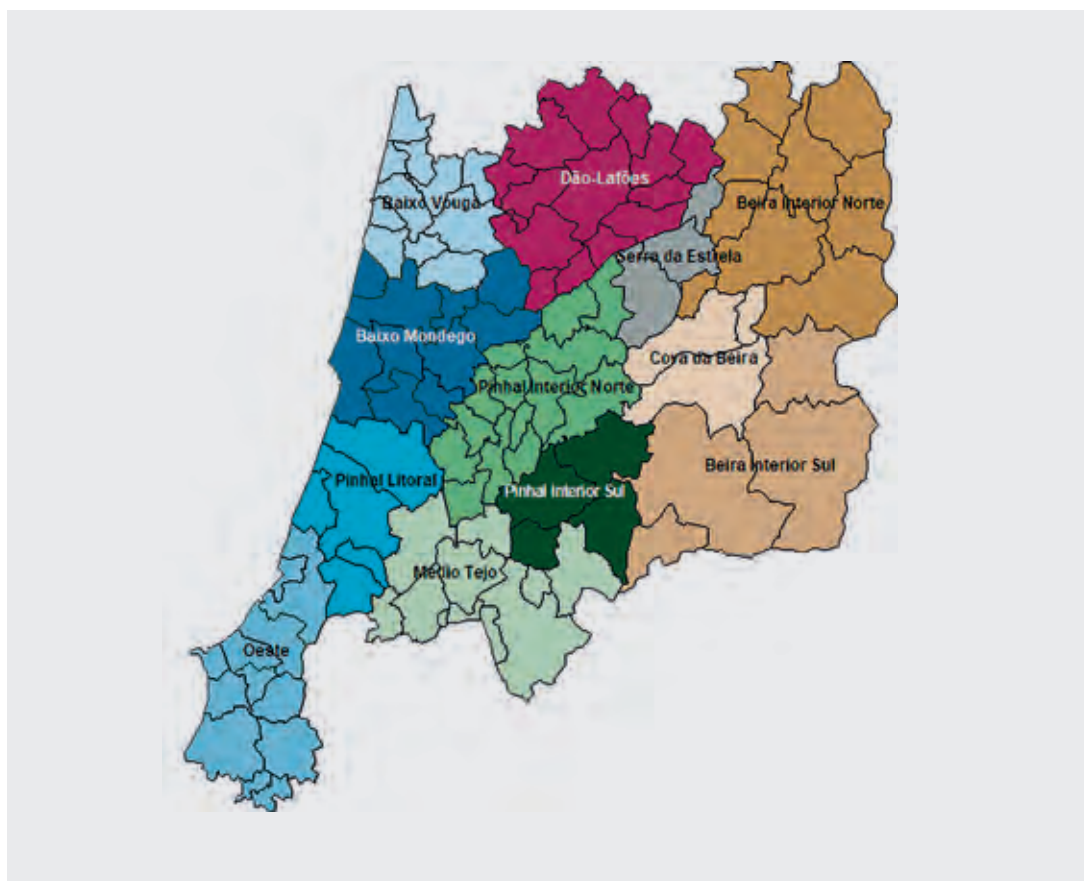 Dão-Lafões
Baixo Vouga
Beira Interior Norte
Serra da Estrela
Baixo Mondego
Cova da Beira
Pinhal Interior Norte
Beira Interior Sul
Pinhal Litoral
Pinhal Interior Sul
Médio Tejo
Oeste